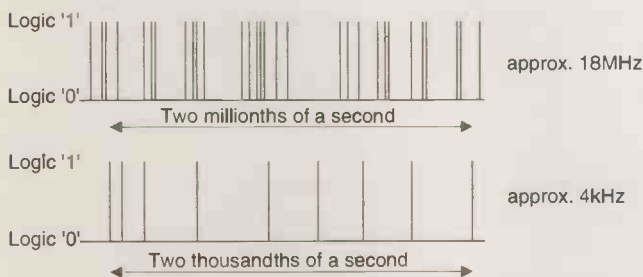 Logic '1'
approx. 18MHz
Logic '0'
Two millionths of a second
Logic '1'
approx. 4kHz
Logic '0'
Two thousandths of a second